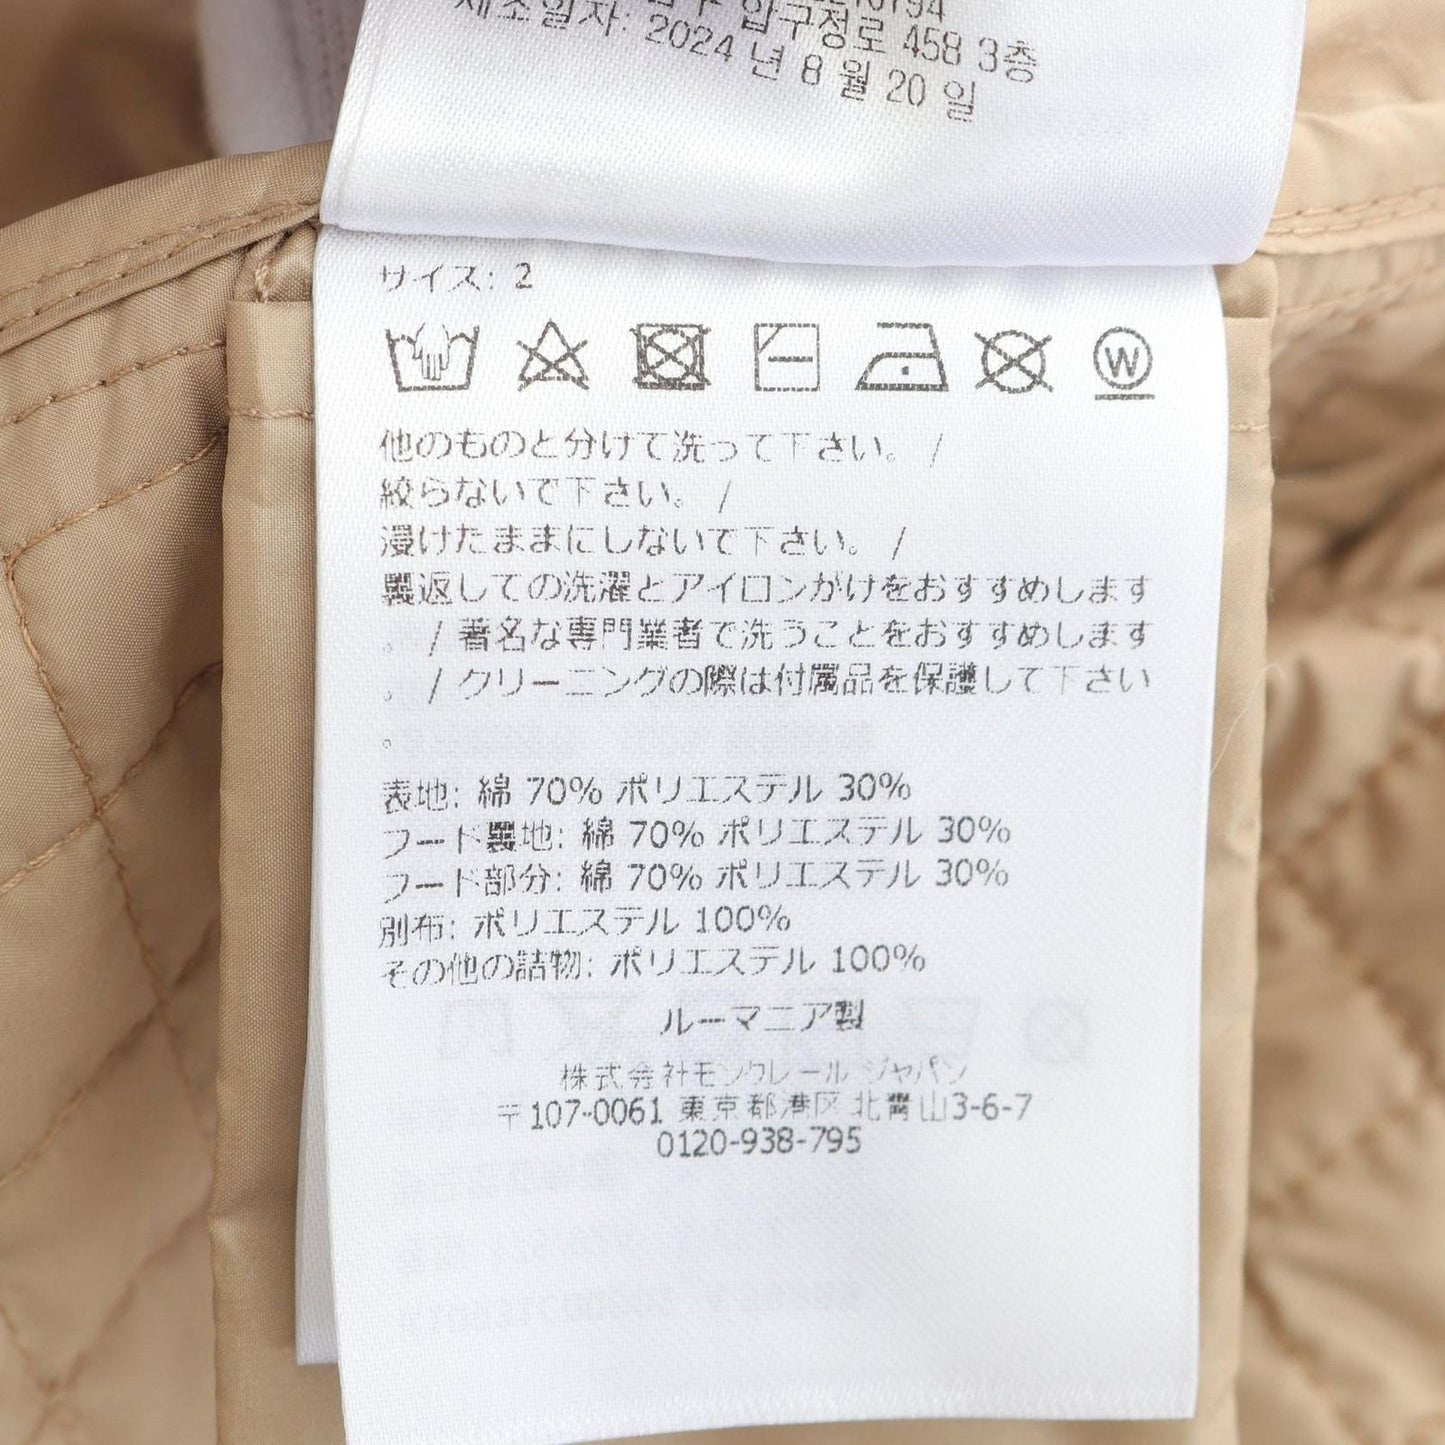 압구정로 458 3층
제조일자: 2024 년 8 월 20 일
サイズ: 2
W
他のものと分けて洗って下さい。 /
絞らないで下さい。 /
浸けたままにしないで下さい。 /
裏返しての洗濯とアイロンがけをおすすめします
。 / 著名な専門業者で洗うことをおすすめします
。 / クリーニングの際は付属品を保護して下さい
。
表地: 綿 70% ポリエステル 30%
フード裏地: 綿 70% ポリエステル 30%
フード部分: 綿 70% ポリエステル 30%
別布: ポリエステル 100%
その他の詰物: ポリエステル 100%
ルーマニア製
株式会社モンクレール ジャパン
〒107-0061 東京都港区北青山3-6-7
0120-938-795